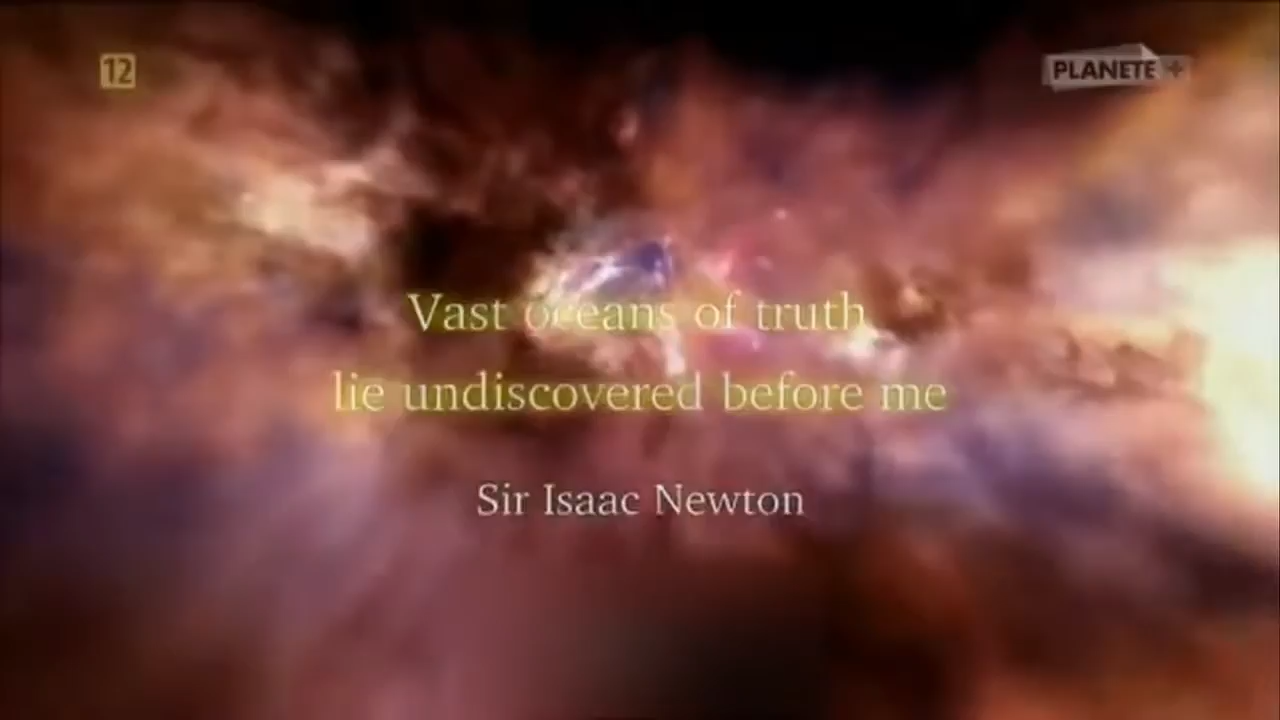 12
PLANETE +
Vast oceans of truth
lie undiscovered before me
Sir Isaac Newton